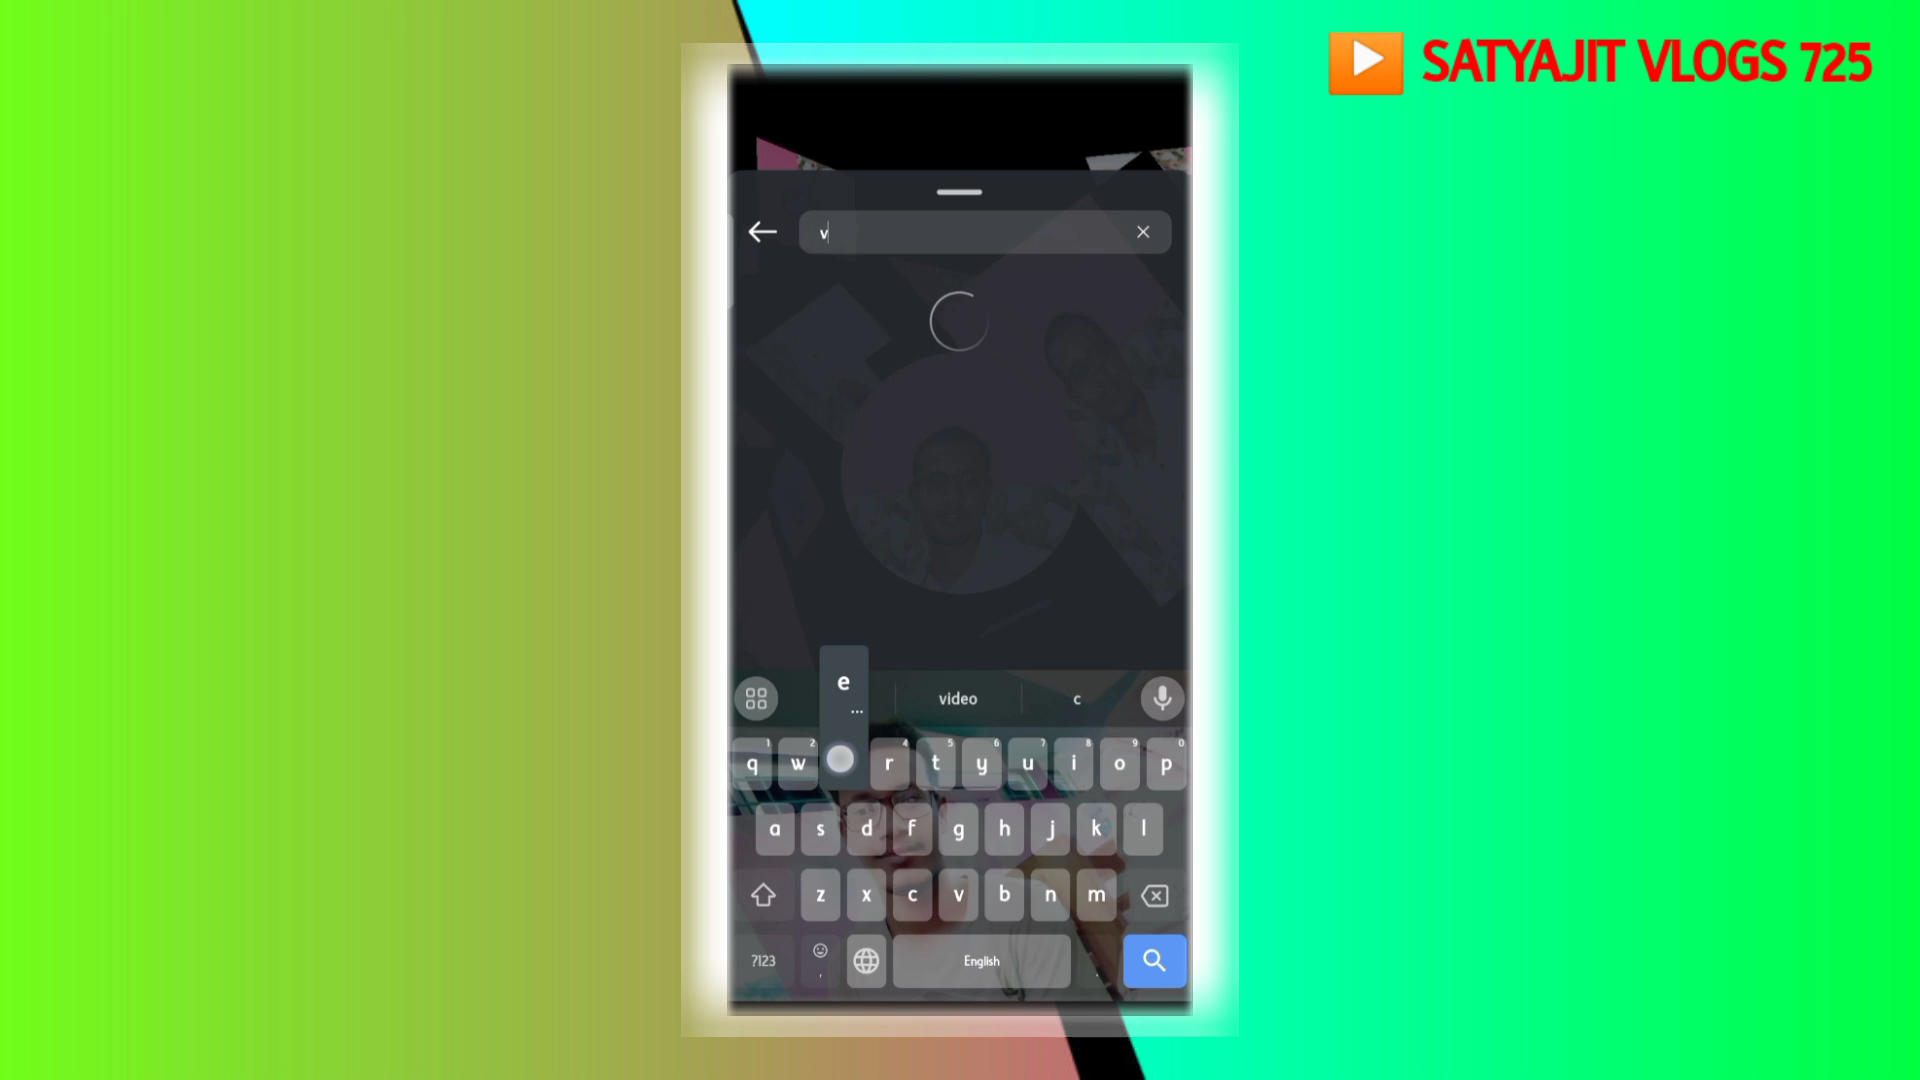 SATYAJIT VLOGS 725
v
e
...
video
c
1 2 4 5 6 7 8 9 0
q w r t y u i o p
a s d f g h j k l
z x c v b n m
?123 , English .